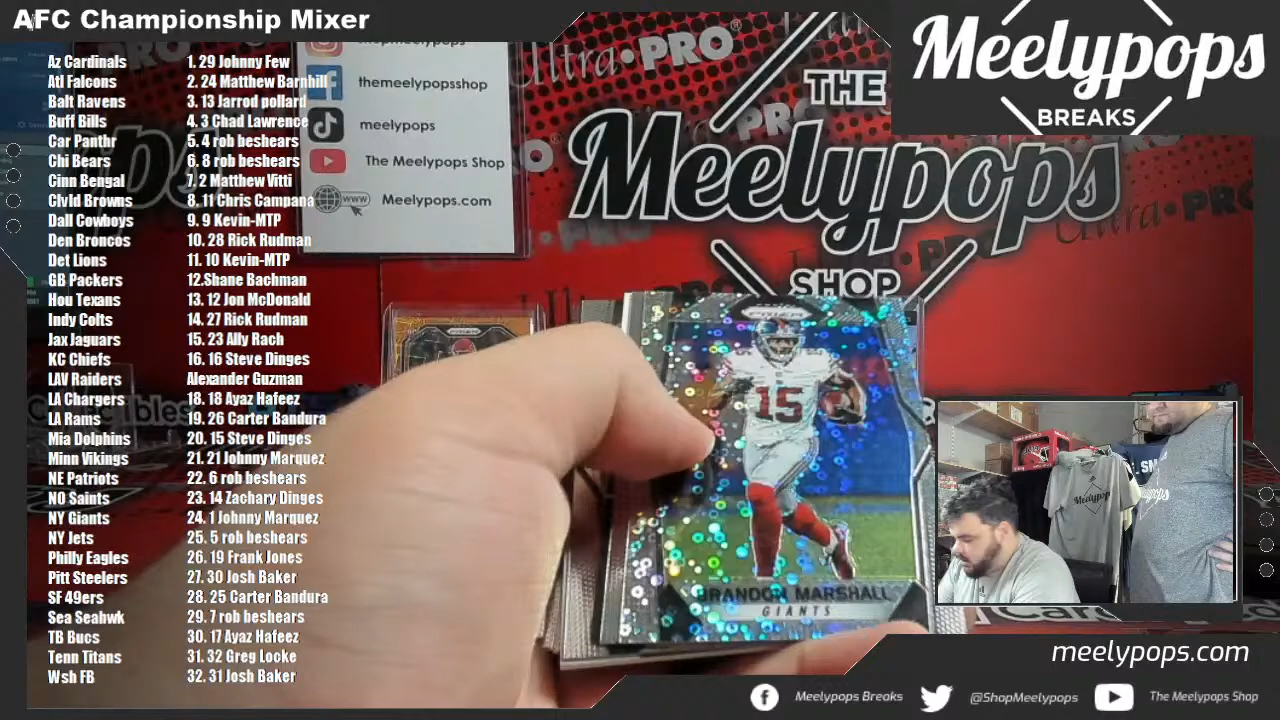 AFC Championship Mixer
Az Cardinals 1. 29 Johnny Few
Atl Falcons 2. 24 Matthew Barnhill
Balt Ravens 3. 13 Jarrod pollard
Buff Bills 4. 3 Chad Lawrence
Car Panthr 5. 4 rob beshears
Chi Bears 6. 8 rob beshears
Cinn Bengal 7. 2 Matthew Vitti
Clvld Browns 8. 11 Chris Campana
Dall Cowboys 9. 9 Kevin-MTP
Den Broncos 10. 28 Rick Rudman
Det Lions 11. 10 Kevin-MTP
GB Packers 12.Shane Bachman
Hou Texans 13. 12 Jon McDonald
Indy Colts 14. 27 Rick Rudman
Jax Jaguars 15. 23 Ally Rach
KC Chiefs 16. 16 Steve Dinges
LAV Raiders Alexander Guzman
LA Chargers 18. 18 Ayaz Hafeez
LA Rams 19. 26 Carter Bandura
Mia Dolphins 20. 15 Steve Dinges
Minn Vikings 21. 21 Johnny Marquez
NE Patriots 22. 6 rob beshears
NO Saints 23. 14 Zachary Dinges
NY Giants 24. 1 Johnny Marquez
NY Jets 25. 5 rob beshears
Philly Eagles 26. 19 Frank Jones
Pitt Steelers 27. 30 Josh Baker
SF 49ers 28. 25 Carter Bandura
Sea Seahwk 29. 7 rob beshears
TB Bucs 30. 17 Ayaz Hafeez
Tenn Titans 31. 32 Greg Locke
Wsh FB 32. 31 Josh Baker
themeelypopsshop
meelypops
The Meelypops Shop
www Meelypops.com
Ultra•PRO
THE
Meelypops
SHOP
Meelypops
BREAKS
PRIZM
15
BRANDON MARSHALL
GIANTS
Meelypops
meelypops.com
Meelypops Breaks @ShopMeelypops The Meelypops Shop